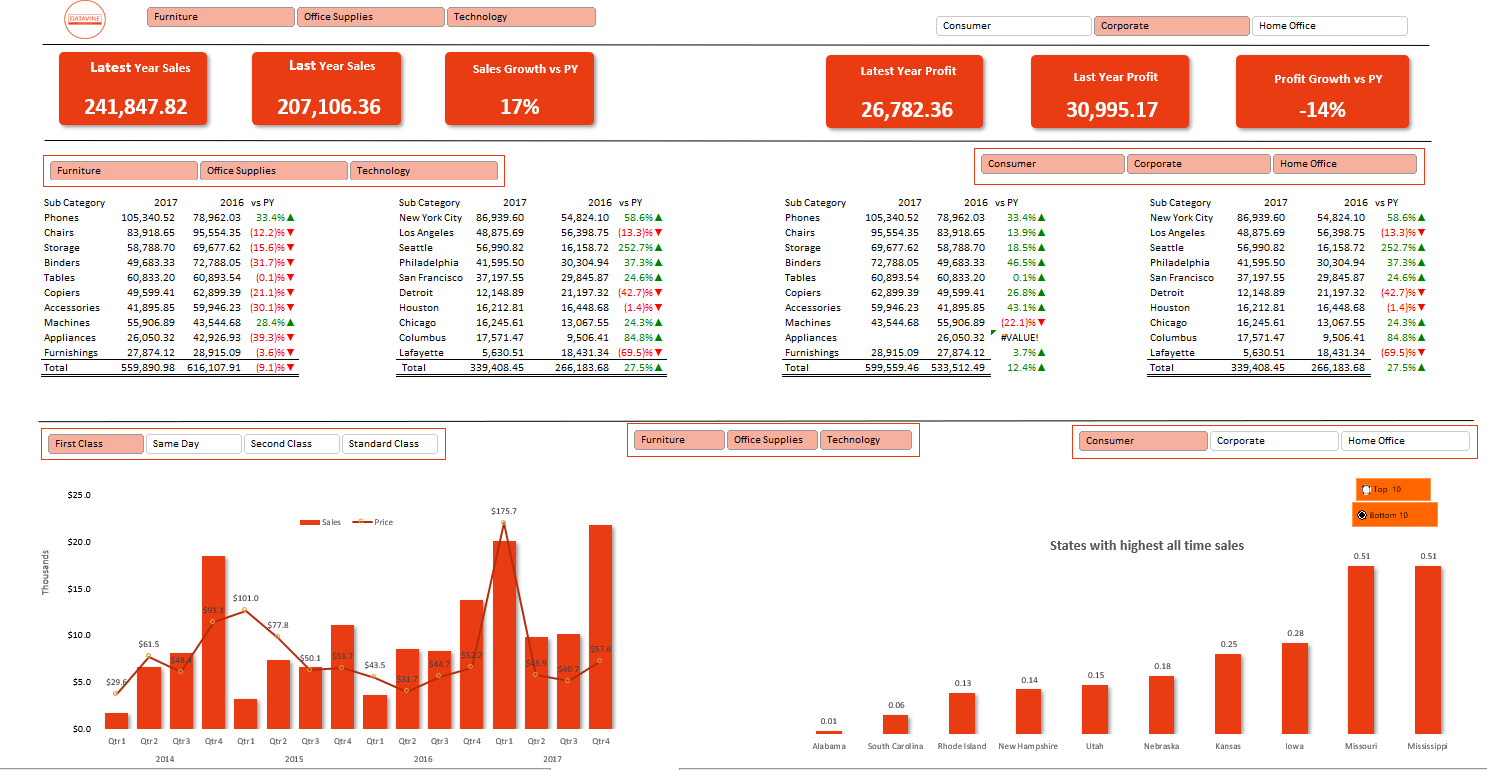 DATAVINE
Furniture Office Supplies Technology
Consumer Corporate Home Office
Latest Year Sales
241,847.82
Last Year Sales
207,106.36
Sales Growth vs PY
17%
Latest Year Profit
26,782.36
Last Year Profit
30,995.17
Profit Growth vs PY
-14%
Furniture Office Supplies Technology
Consumer Corporate Home Office
Sub Category 2017 2016 vs PY
Phones 105,340.52 78,962.03 33.4%▲
Chairs 83,918.65 95,554.35 (12.2)%▼
Storage 58,788.70 69,677.62 (15.6)%▼
Binders 49,683.33 72,788.05 (31.7)%▼
Tables 60,833.20 60,893.54 (0.1)%▼
Copiers 49,599.41 62,899.39 (21.1)%▼
Accessories 41,895.85 59,946.23 (30.1)%▼
Machines 55,906.89 43,544.68 28.4%▲
Appliances 26,050.32 42,926.93 (39.3)%▼
Furnishings 27,874.12 28,915.09 (3.6)%▼
Total 559,890.98 616,107.91 (9.1)%▼
Sub Category 2017 2016 vs PY
New York City 86,939.60 54,824.10 58.6%▲
Los Angeles 48,875.69 56,398.75 (13.3)%▼
Seattle 56,990.82 16,158.72 252.7%▲
Philadelphia 41,595.50 30,304.94 37.3%▲
San Francisco 37,197.55 29,845.87 24.6%▲
Detroit 12,148.89 21,197.32 (42.7)%▼
Houston 16,212.81 16,448.68 (1.4)%▼
Chicago 16,245.61 13,067.55 24.3%▲
Columbus 17,571.47 9,506.41 84.8%▲
Lafayette 5,630.51 18,431.34 (69.5)%▼
Total 339,408.45 266,183.68 27.5%▲
Sub Category 2017 2016 vs PY
Phones 105,340.52 78,962.03 33.4%▲
Chairs 95,554.35 83,918.65 13.9%▲
Storage 69,677.62 58,788.70 18.5%▲
Binders 72,788.05 49,683.33 46.5%▲
Tables 60,893.54 60,833.20 0.1%▲
Copiers 62,899.39 49,599.41 26.8%▲
Accessories 59,946.23 41,895.85 43.1%▲
Machines 43,544.68 55,906.89 (22.1)%▼
Appliances 26,050.32 #VALUE!
Furnishings 28,915.09 27,874.12 3.7%▲
Total 599,559.46 533,512.49 12.4%▲
Sub Category 2017 2016 vs PY
New York City 86,939.60 54,824.10 58.6%▲
Los Angeles 48,875.69 56,398.75 (13.3)%▼
Seattle 56,990.82 16,158.72 252.7%▲
Philadelphia 41,595.50 30,304.94 37.3%▲
San Francisco 37,197.55 29,845.87 24.6%▲
Detroit 12,148.89 21,197.32 (42.7)%▼
Houston 16,212.81 16,448.68 (1.4)%▼
Chicago 16,245.61 13,067.55 24.3%▲
Columbus 17,571.47 9,506.41 84.8%▲
Lafayette 5,630.51 18,431.34 (69.5)%▼
Total 339,408.45 266,183.68 27.5%▲
First Class Same Day Second Class Standard Class
Furniture Office Supplies Technology
Consumer Corporate Home Office
Thousands
$25.0
$20.0
$15.0
$10.0
$5.0
$0.0
Sales Price
$29.6 $61.5 $48.4 $91.1 $101.0 $77.8 $50.1 $51.7 $43.5 $31.7 $44.7 $52.2 $175.7 $45.9 $40.7 $57.6
Qtr1 Qtr2 Qtr3 Qtr4 Qtr1 Qtr2 Qtr3 Qtr4 Qtr1 Qtr2 Qtr3 Qtr4 Qtr1 Qtr2 Qtr3 Qtr4
2014 2015 2016 2017
Top 10
Bottom 10
States with highest all time sales
0.01 0.06 0.13 0.14 0.15 0.18 0.25 0.28 0.51 0.51
Alabama South Carolina Rhode Island New Hampshire Utah Nebraska Kansas Iowa Missouri Mississippi